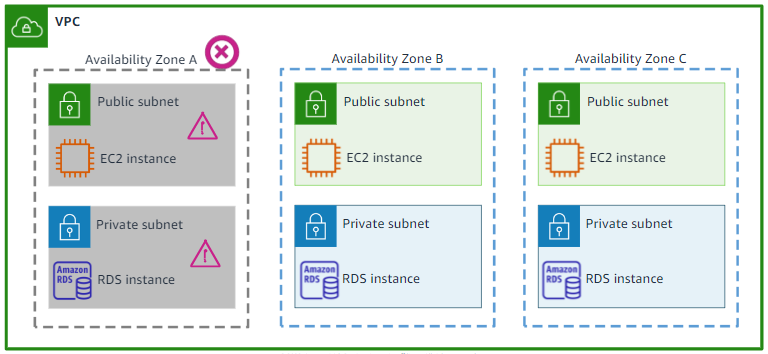 VPC
Availability Zone A
Availability Zone B
Availability Zone C
Public subnet
Public subnet
Public subnet
EC2 instance
EC2 instance
EC2 instance
Private subnet
Private subnet
Private subnet
Amazon
RDS
RDS instance
Amazon
RDS
RDS instance
Amazon
RDS
RDS instance